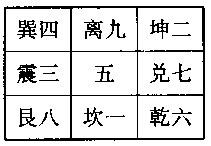 巽四 离九 坤二
震三 五 兑七
艮八 坎一 乾六